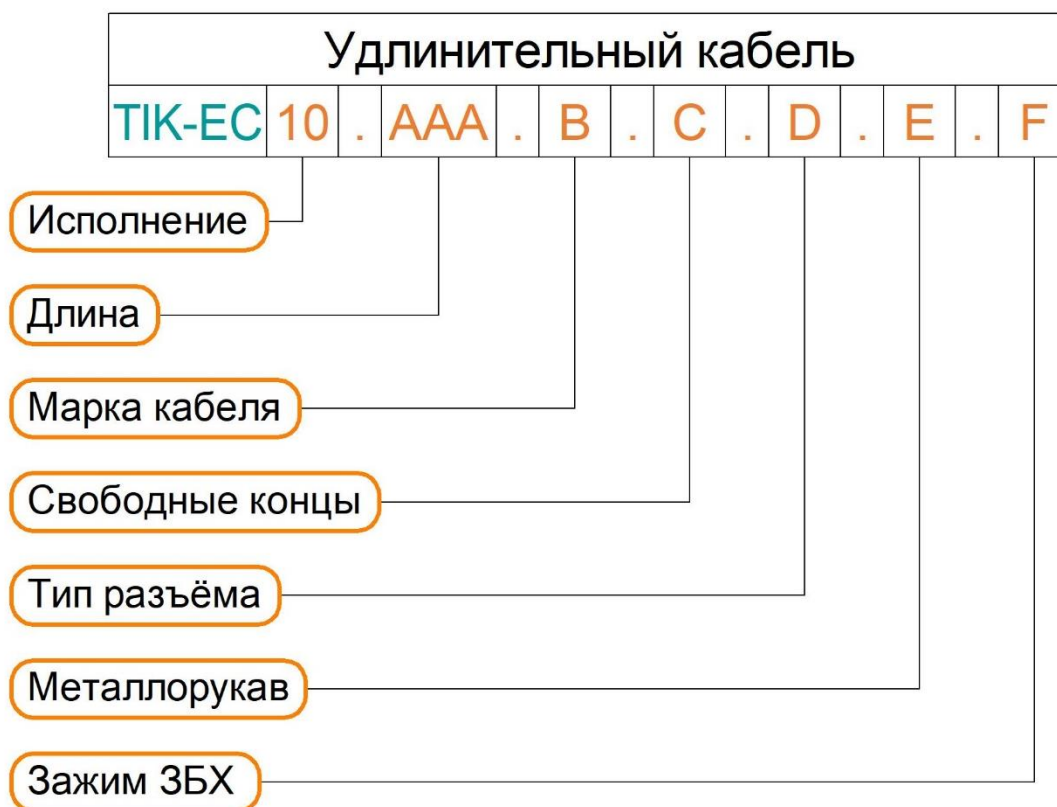 Удлинительный кабель
TIK-EC 10 . AAA . B . C . D . E . F
Исполнение
Длина
Марка кабеля
Свободные концы
Тип разъёма
Металлорукав
Зажим ЗБХ